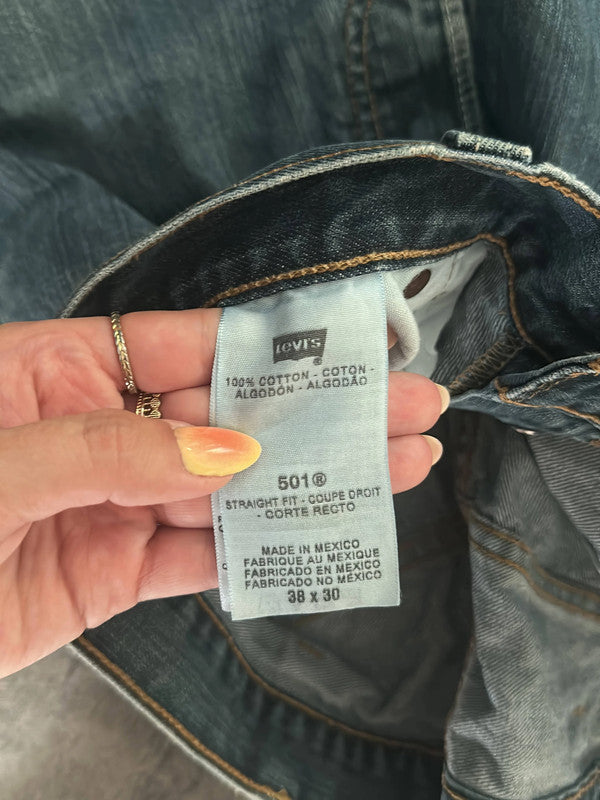 Levi's
®
100% COTTON - COTON -
ALGODÓN - ALGODÃO
501®
STRAIGHT FIT - COUPE DROIT
- CORTE RECTO
MADE IN MEXICO
FABRIQUE AU MEXIQUE
FABRICADO EN MEXICO
FABRICADO NO MEXICO
38 x 30